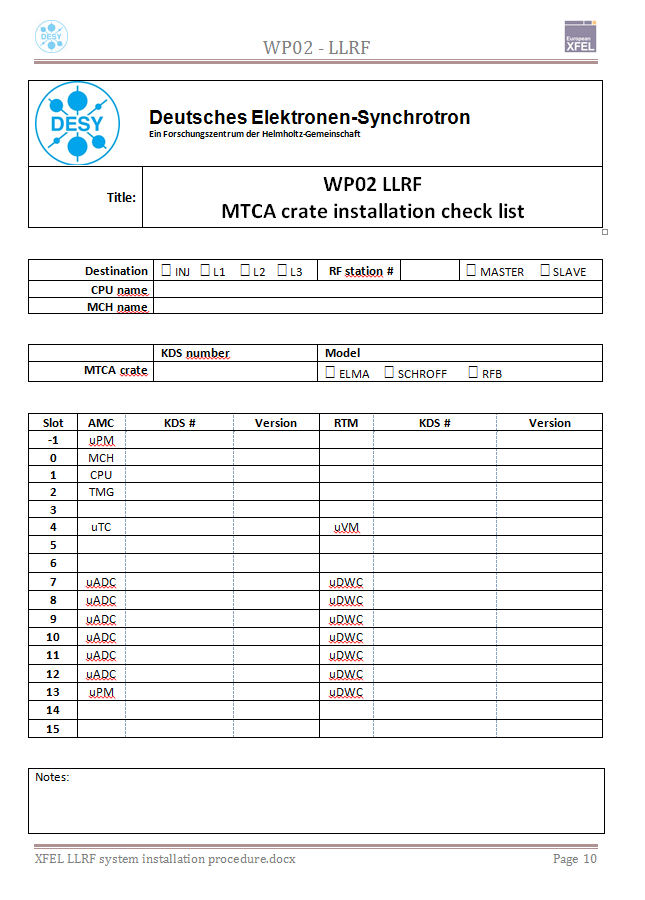 DESY
WP02 - LLRF
European
XFEL
DESY
Deutsches Elektronen-Synchrotron
Ein Forschungszentrum der Helmholtz-Gemeinschaft
Title:
WP02 LLRF
MTCA crate installation check list
Destination ☐ INJ ☐ L1 ☐ L2 ☐ L3 RF station # ☐ MASTER ☐ SLAVE
CPU name
MCH name
KDS number Model
MTCA crate ☐ ELMA ☐ SCHROFF ☐ RFB
Slot AMC KDS # Version RTM KDS # Version
-1 uPM
0 MCH
1 CPU
2 TMG
3
4 uTC uVM
5
6
7 uADC uDWC
8 uADC uDWC
9 uADC uDWC
10 uADC uDWC
11 uADC uDWC
12 uADC uDWC
13 uPM uDWC
14
15
Notes:
XFEL LLRF system installation procedure.docx Page 10